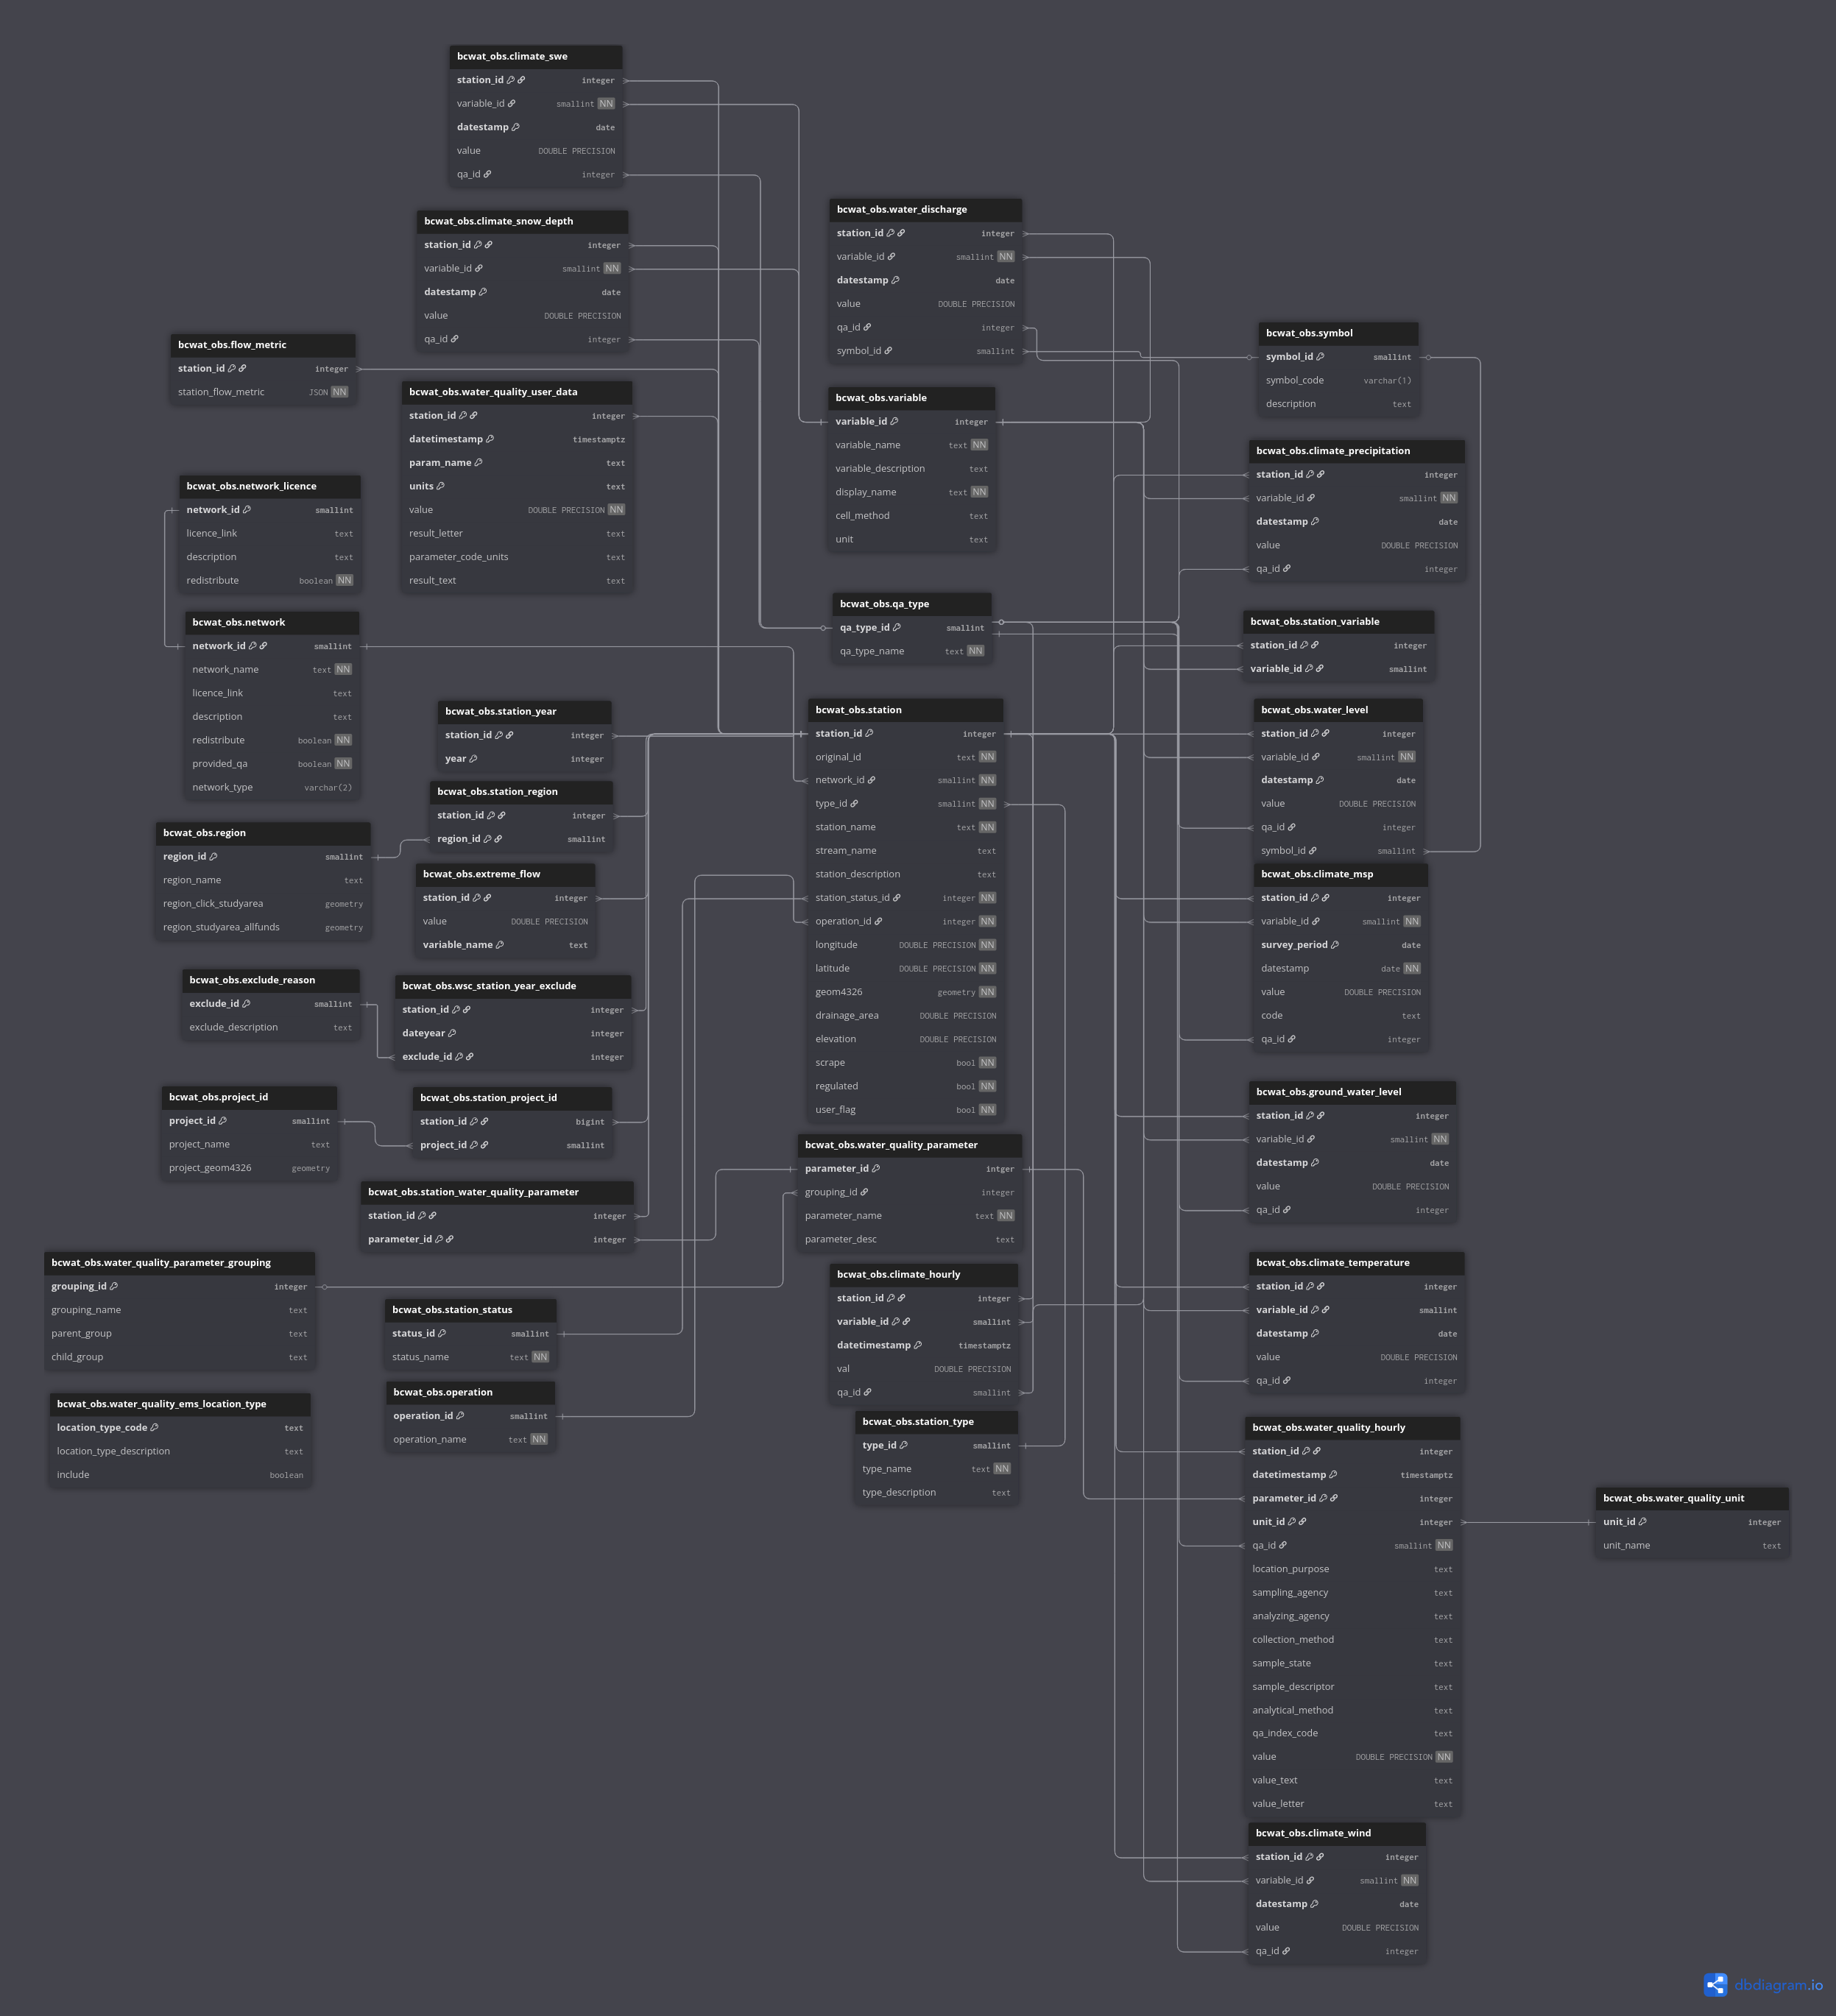 bcwat_obs.climate_swe
station_id integer
variable_id smallint NN
datestamp date
value DOUBLE PRECISION
qa_id integer
bcwat_obs.climate_snow_depth
station_id integer
variable_id smallint NN
datestamp date
value DOUBLE PRECISION
qa_id integer
bcwat_obs.flow_metric
station_id integer
station_flow_metric JSON NN
bcwat_obs.water_quality_user_data
station_id integer
datetimestamp timestamptz
param_name text
units text
value DOUBLE PRECISION NN
result_letter text
parameter_code_units text
result_text text
bcwat_obs.network_licence
network_id smallint
licence_link text
description text
redistribute boolean NN
bcwat_obs.network
network_id smallint
network_name text NN
licence_link text
description text
redistribute boolean NN
provided_qa boolean NN
network_type varchar(2)
bcwat_obs.station_year
station_id integer
year integer
bcwat_obs.station_region
station_id integer
region_id smallint
bcwat_obs.region
region_id smallint
region_name text
region_click_studyarea geometry
region_studyarea_allfunds geometry
bcwat_obs.extreme_flow
station_id integer
value DOUBLE PRECISION
variable_name text
bcwat_obs.exclude_reason
exclude_id smallint
exclude_description text
bcwat_obs.wsc_station_year_exclude
station_id integer
dateyear integer
exclude_id integer
bcwat_obs.project_id
project_id smallint
project_name text
project_geom4326 geometry
bcwat_obs.station_project_id
station_id bigint
project_id smallint
bcwat_obs.station_water_quality_parameter
station_id integer
parameter_id integer
bcwat_obs.water_quality_parameter_grouping
grouping_id integer
grouping_name text
parent_group text
child_group text
bcwat_obs.station_status
status_id smallint
status_name text NN
bcwat_obs.operation
operation_id smallint
operation_name text NN
bcwat_obs.water_quality_ems_location_type
location_type_code text
location_type_description text
include boolean
bcwat_obs.water_discharge
station_id integer
variable_id smallint NN
datestamp date
value DOUBLE PRECISION
qa_id integer
symbol_id smallint
bcwat_obs.variable
variable_id integer
variable_name text NN
variable_description text
display_name text NN
cell_method text
unit text
bcwat_obs.qa_type
qa_type_id smallint
qa_type_name text NN
bcwat_obs.station
station_id integer
original_id text NN
network_id smallint NN
type_id smallint NN
station_name text NN
stream_name text
station_description text
station_status_id integer NN
operation_id integer NN
longitude DOUBLE PRECISION NN
latitude DOUBLE PRECISION NN
geom4326 geometry NN
drainage_area DOUBLE PRECISION
elevation DOUBLE PRECISION
scrape bool NN
regulated bool NN
user_flag bool NN
bcwat_obs.water_quality_parameter
parameter_id intger
grouping_id integer
parameter_name text NN
parameter_desc text
bcwat_obs.climate_hourly
station_id integer
variable_id smallint
datetimestamp timestamptz
val DOUBLE PRECISION
qa_id smallint
bcwat_obs.station_type
type_id smallint
type_name text NN
type_description text
bcwat_obs.symbol
symbol_id smallint
symbol_code varchar(1)
description text
bcwat_obs.climate_precipitation
station_id integer
variable_id smallint NN
datestamp date
value DOUBLE PRECISION
qa_id integer
bcwat_obs.station_variable
station_id integer
variable_id smallint
bcwat_obs.water_level
station_id integer
variable_id smallint NN
datestamp date
value DOUBLE PRECISION
qa_id integer
symbol_id smallint
bcwat_obs.climate_msp
station_id integer
variable_id smallint NN
survey_period date
datestamp date NN
value DOUBLE PRECISION
code text
qa_id integer
bcwat_obs.ground_water_level
station_id integer
variable_id smallint NN
datestamp date
value DOUBLE PRECISION
qa_id integer
bcwat_obs.climate_temperature
station_id integer
variable_id smallint
datestamp date
value DOUBLE PRECISION
qa_id integer
bcwat_obs.water_quality_hourly
station_id integer
datetimestamp timestamptz
parameter_id integer
unit_id integer
qa_id smallint NN
location_purpose text
sampling_agency text
analyzing_agency text
collection_method text
sample_state text
sample_descriptor text
analytical_method text
qa_index_code text
value DOUBLE PRECISION NN
value_text text
value_letter text
bcwat_obs.water_quality_unit
unit_id integer
unit_name text
bcwat_obs.climate_wind
station_id integer
variable_id smallint NN
datestamp date
value DOUBLE PRECISION
qa_id integer
dbdiagram.io